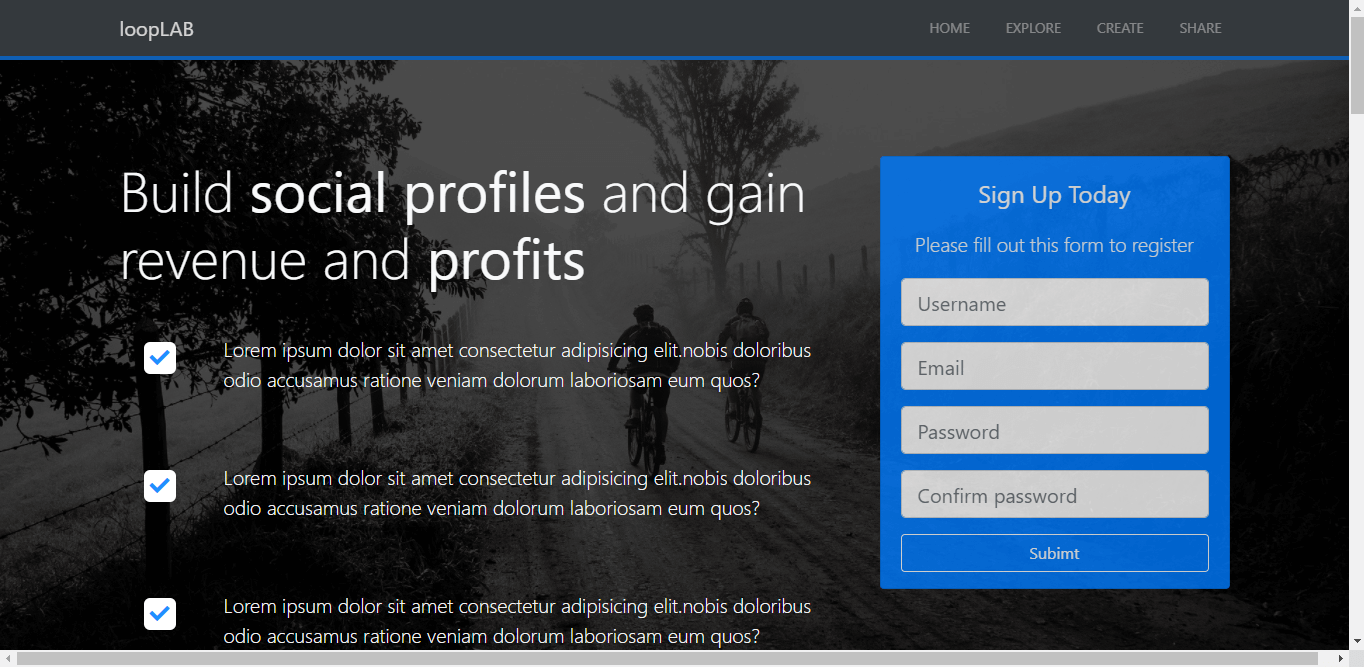 loopLAB
HOME EXPLORE CREATE SHARE
Build social profiles and gain
revenue and profits
Lorem ipsum dolor sit amet consectetur adipisicing elit.nobis doloribus
odio accusamus ratione veniam dolorum laboriosam eum quos?
Lorem ipsum dolor sit amet consectetur adipisicing elit.nobis doloribus
odio accusamus ratione veniam dolorum laboriosam eum quos?
Lorem ipsum dolor sit amet consectetur adipisicing elit.nobis doloribus
odio accusamus ratione veniam dolorum laboriosam eum quos?
Sign Up Today
Please fill out this form to register
Username
Email
Password
Confirm password
Subimt